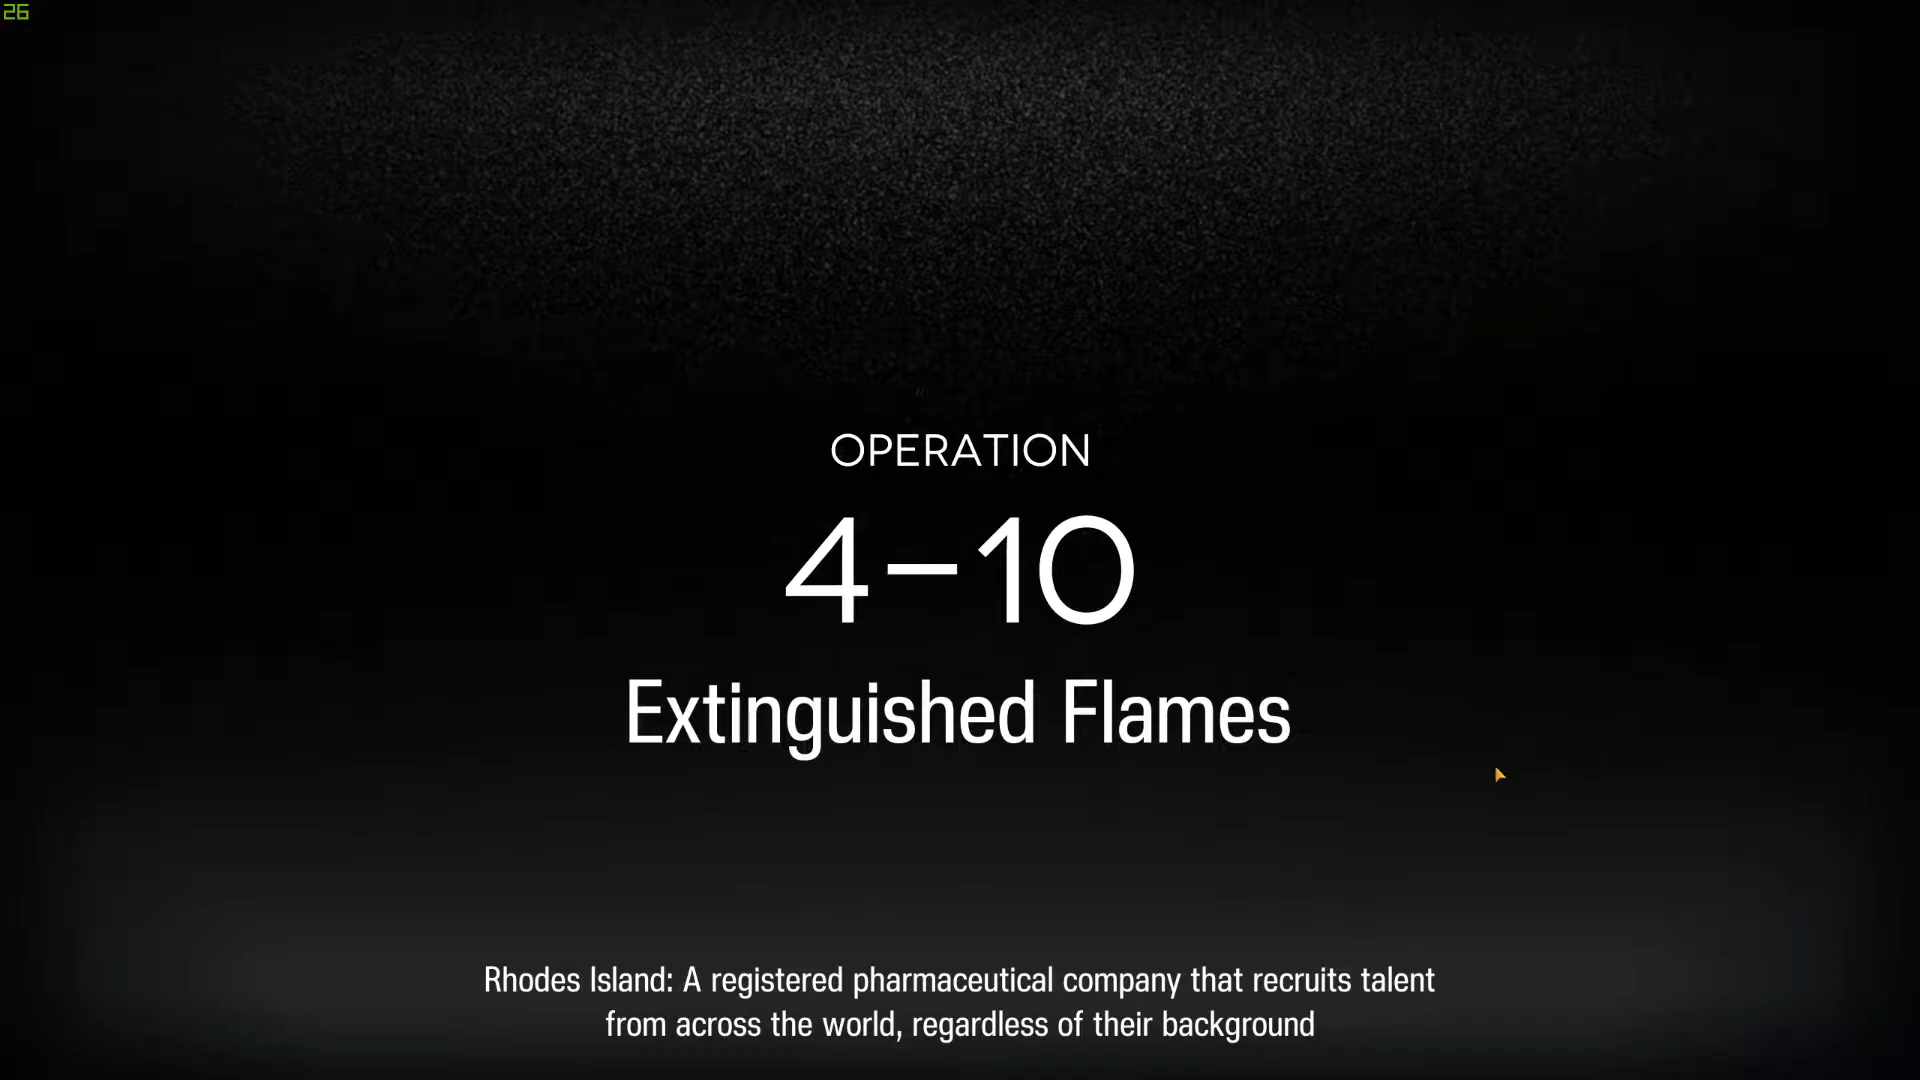 26
OPERATION
4–10
Extinguished Flames
Rhodes Island: A registered pharmaceutical company that recruits talent
from across the world, regardless of their background